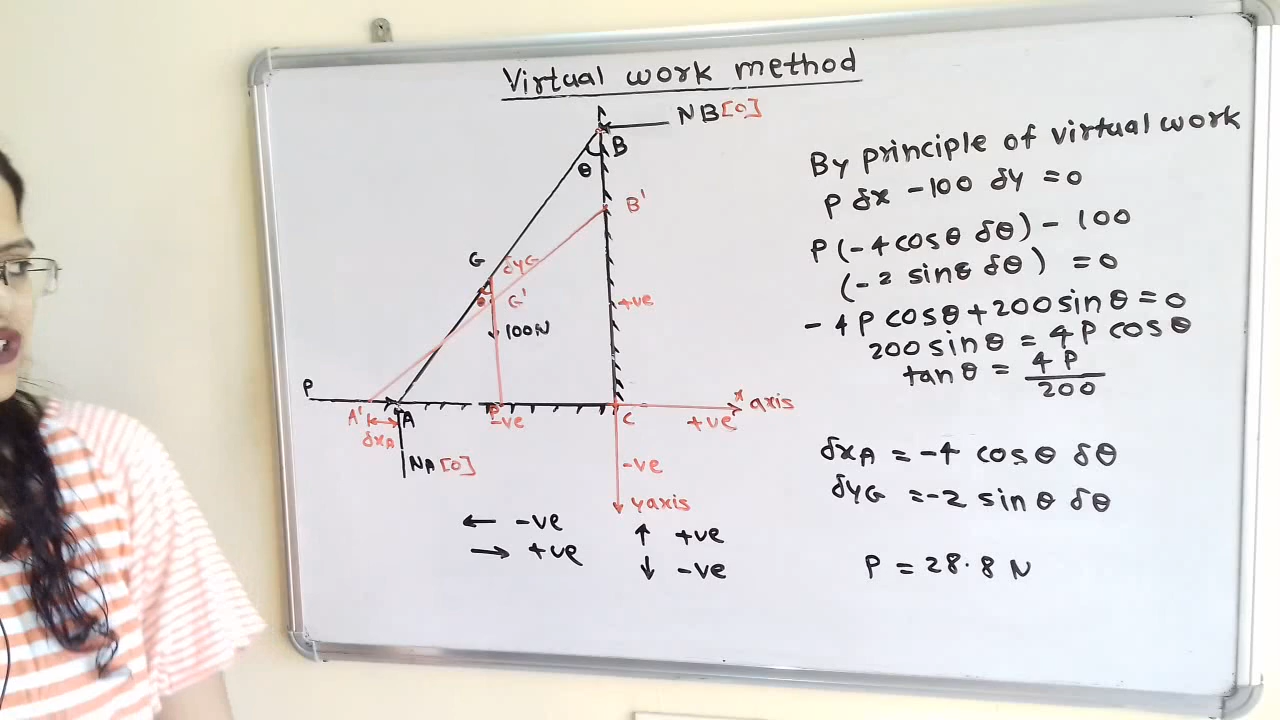 Virtual work method
NB[0]
B
θ
B'
G
δyG
θ
G'
100N
+ve
P
A'
A
-ve
C
+ve
x axis
δxA
NA[0]
-ve
y axis
← -ve
→ +ve
↑ +ve
↓ -ve
By principle of virtual work
P δx - 100 δy = 0
P(-4cosθ δθ) - 100
(-2 sinθ δθ) = 0
- 4P cosθ + 200 sinθ = 0
200 sinθ = 4P cosθ
tanθ = 4P / 200
δxA = -4 cosθ δθ
δyG = -2 sinθ δθ
P = 28.8 N